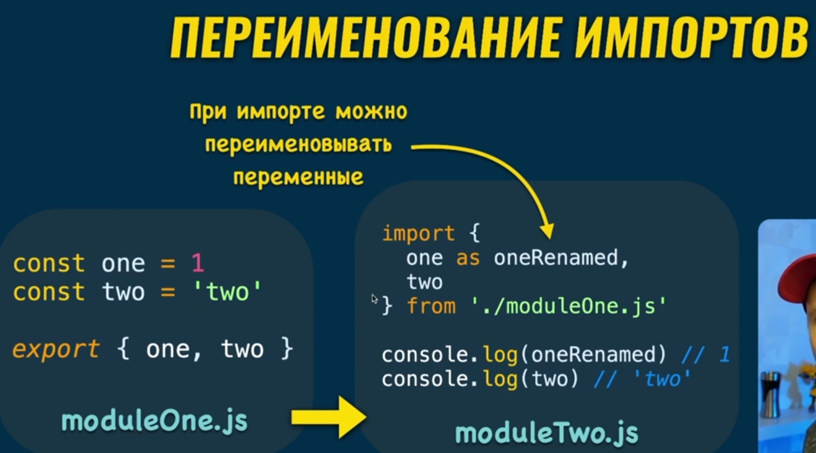 ПЕРЕИМЕНОВАНИЕ ИМПОРТОВ
При импорте можно
переименовывать
переменные
const one = 1
const two = 'two'
export { one, two }
moduleOne.js
import {
one as oneRenamed,
two
} from './moduleOne.js'
console.log(oneRenamed) // 1
console.log(two) // 'two'
moduleTwo.js